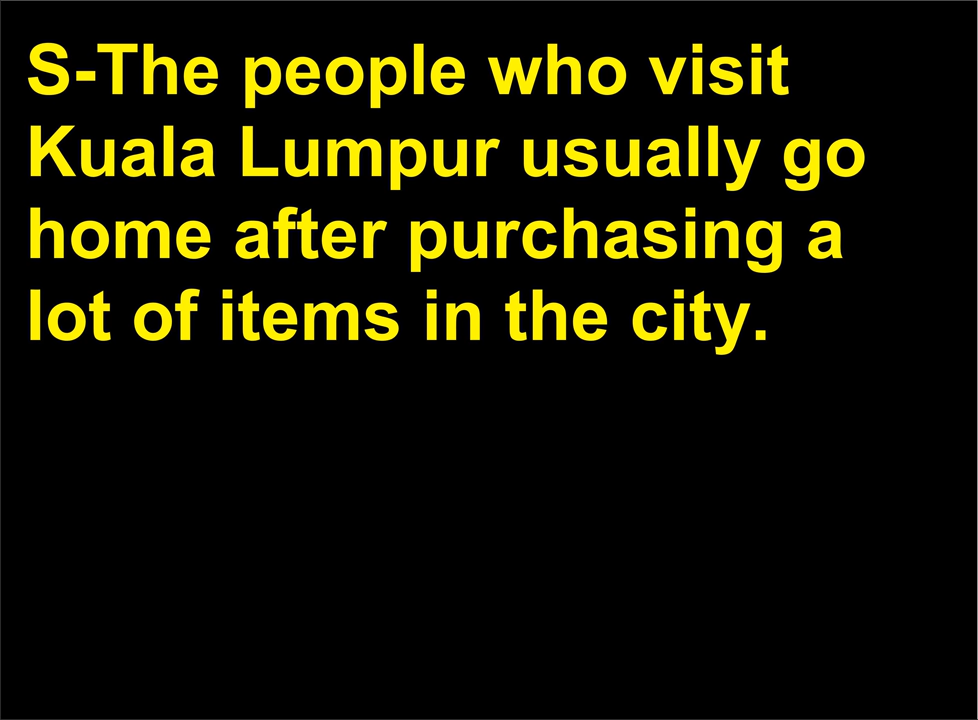 S-The people who visit
Kuala Lumpur usually go
home after purchasing a
lot of items in the city.